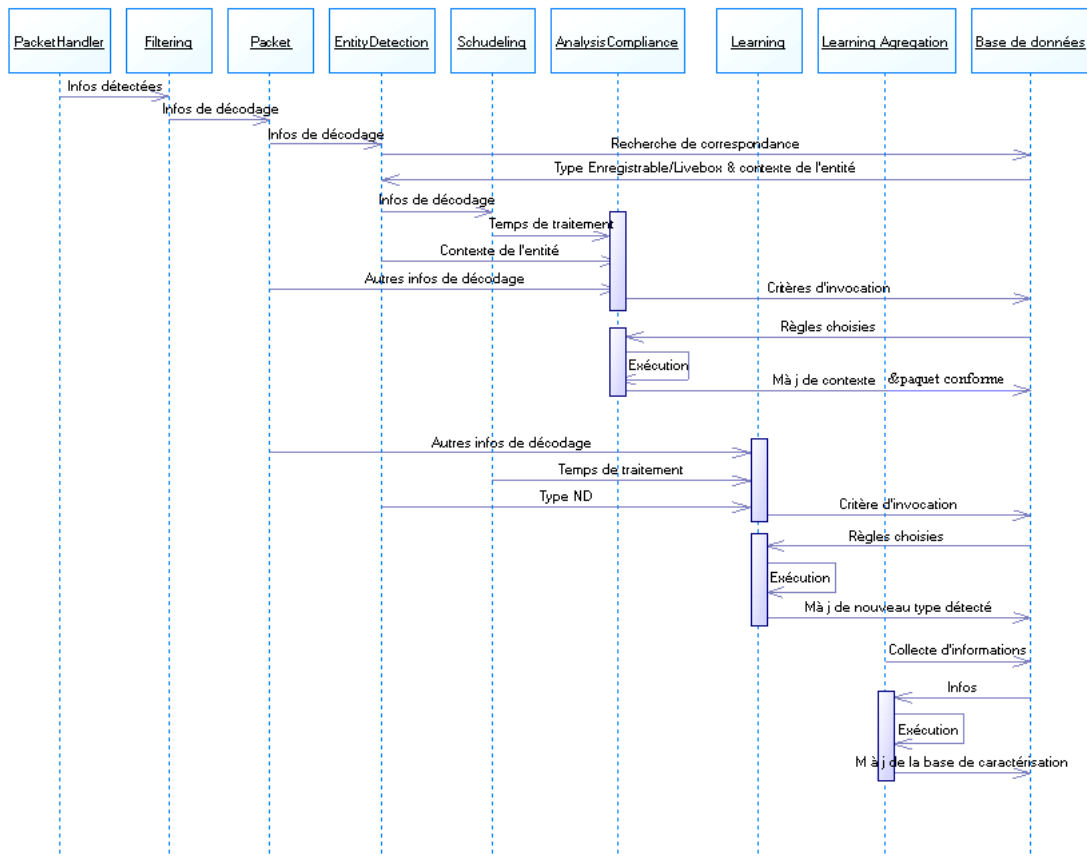 PacketHandler
Filtering
Packet
EntityDetection
Schudeling
AnalysisCompliance
Learning
Learning Agregation
Base de données
Infos détectées
Infos de décodage
Infos de décodage
Recherche de correspondance
Type Enregistrable/Livebox & contexte de l'entité
Infos de décodage
Temps de traitement
Contexte de l'entité
Autres infos de décodage
Critères d'invocation
Règles choisies
Exécution
Mà j de contexte &paquet conforme
Autres infos de décodage
Temps de traitement
Type ND
Critère d'invocation
Règles choisies
Exécution
Mà j de nouveau type détecté
Collecte d'informations
Infos
Exécution
M à j de la base de caractérisation